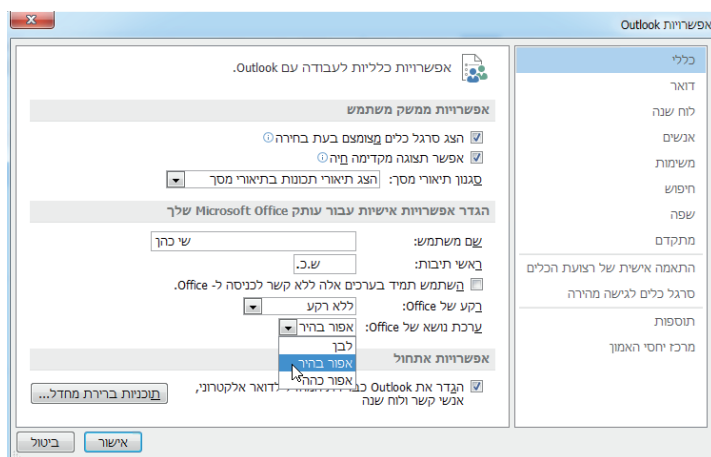 אפשרויות Outlook
כללי
דואר
לוח שנה
אנשים
משימות
חיפוש
שפה
מתקדם
התאמה אישית של רצועת הכלים
סרגל כלים לגישה מהירה
תוספות
מרכז יחסי האמון
אפשרויות כלליות לעבודה עם Outlook.
אפשרויות ממשק משתמש
הצג סרגל כלים מצומצם בעת בחירה
אפשר תצוגה מקדימה חיה
סגנון תיאורי מסך: הצג תיאורי תכונות בתיאורי מסך
הגדר אפשרויות אישיות עבור עותק Microsoft Office שלך
שם משתמש: שי כהן
ראשי תיבות: ש.כ.
השתמש תמיד בערכים אלה ללא קשר לכניסה ל- Office.
רקע של Office: ללא רקע
ערכת נושא של Office: אפור בהיר
לבן
אפור בהיר
אפור כהה
אפשרויות אתחול
הגדר את Outlook לדואר אלקטרוני,
אנשי קשר ולוח שנה
תוכניות ברירת מחדל...
אישור
ביטול